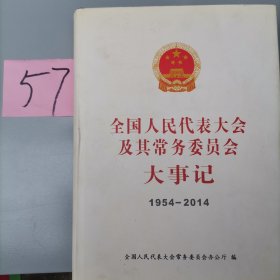 57
全国人民代表大会
及其常务委员会
大事记
1954-2014
全国人民代表大会常务委员会办公厅 编